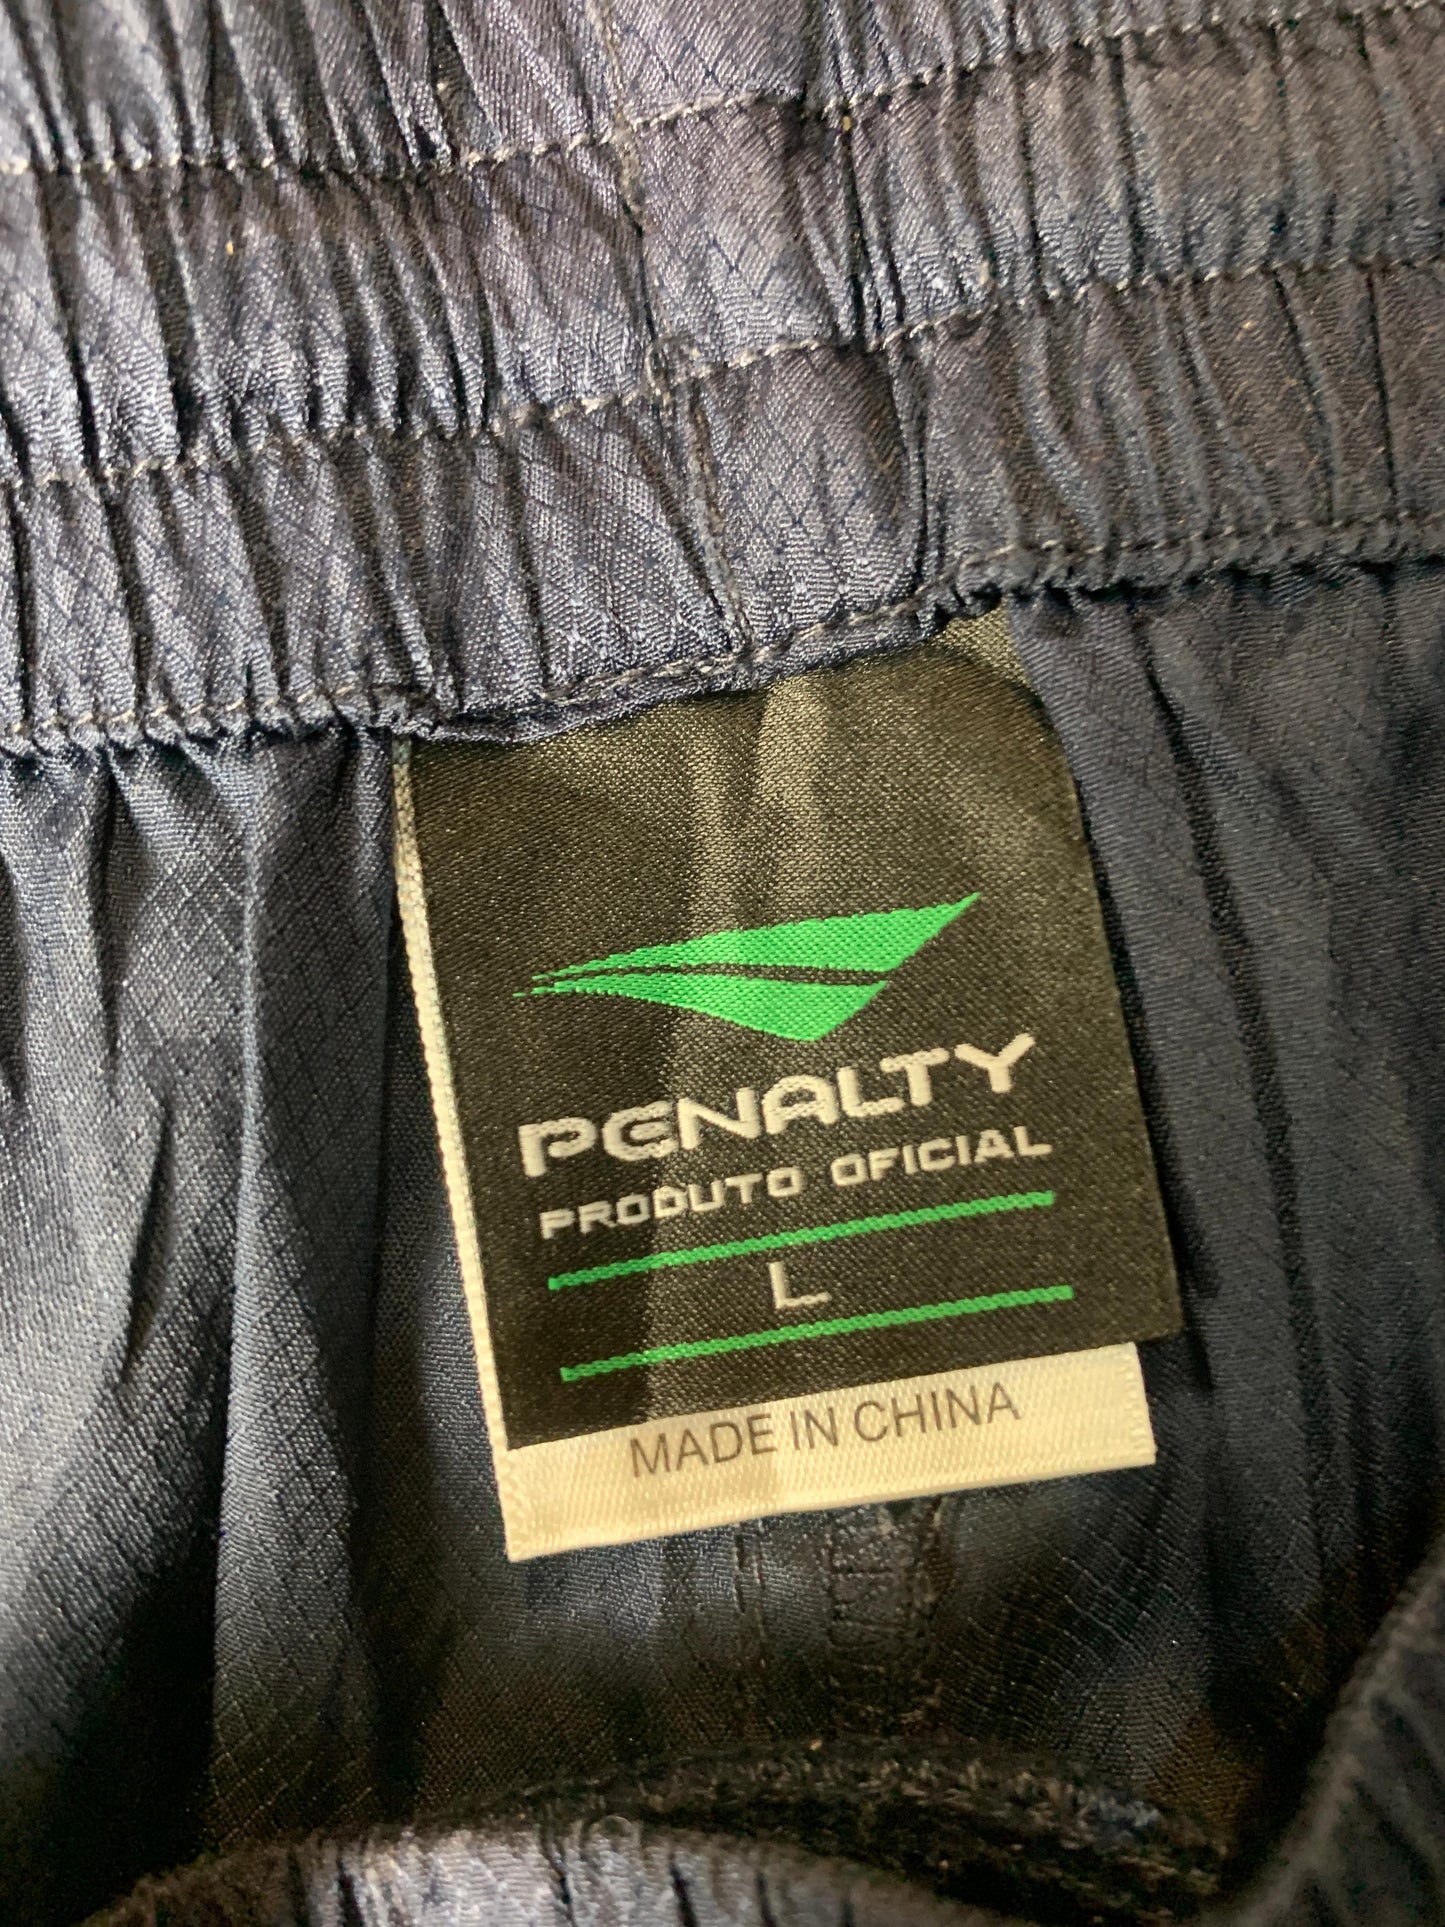 PENALTY
PRODUTO OFICIAL
L
MADE IN CHINA